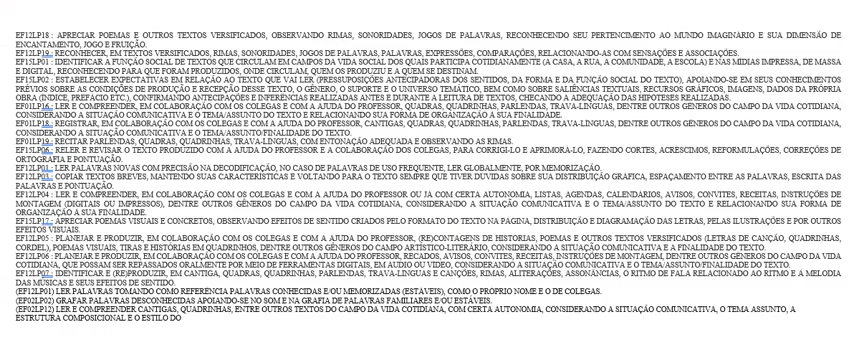 EF12LP18 : APRECIAR POEMAS E OUTROS TEXTOS VERSIFICADOS, OBSERVANDO RIMAS, SONORIDADES, JOGOS DE PALAVRAS, RECONHECENDO SEU PERTENCIMENTO AO MUNDO IMAGINÁRIO E SUA DIMENSÃO DE
ENCANTAMENTO, JOGO E FRUIÇÃO.
EF12LP19 : RECONHECER, EM TEXTOS VERSIFICADOS, RIMAS, SONORIDADES, JOGOS DE PALAVRAS, PALAVRAS, EXPRESSÕES, COMPARAÇÕES, RELACIONANDO-AS COM SENSAÇÕES E ASSOCIAÇÕES.
EF15LP01 : IDENTIFICAR A FUNÇÃO SOCIAL DE TEXTOS QUE CIRCULAM EM CAMPOS DA VIDA SOCIAL DOS QUAIS PARTICIPA COTIDIANAMENTE (A CASA, A RUA, A COMUNIDADE, A ESCOLA) E NAS MÍDIAS IMPRESSA, DE MASSA
E DIGITAL, RECONHECENDO PARA QUE FORAM PRODUZIDOS, ONDE CIRCULAM, QUEM OS PRODUZIU E A QUEM SE DESTINAM.
EF15LP02 : ESTABELECER EXPECTATIVAS EM RELAÇÃO AO TEXTO QUE VAI LER (PRESSUPOSIÇÕES ANTECIPADORAS DOS SENTIDOS, DA FORMA E DA FUNÇÃO SOCIAL DO TEXTO), APOIANDO-SE EM SEUS CONHECIMENTOS
PRÉVIOS SOBRE AS CONDIÇÕES DE PRODUÇÃO E RECEPÇÃO DESSE TEXTO, O GÊNERO, O SUPORTE E O UNIVERSO TEMÁTICO, BEM COMO SOBRE SALIÊNCIAS TEXTUAIS, RECURSOS GRÁFICOS, IMAGENS, DADOS DA PRÓPRIA
OBRA (ÍNDICE, PREFÁCIO ETC.), CONFIRMANDO ANTECIPAÇÕES E INFERÊNCIAS REALIZADAS ANTES E DURANTE A LEITURA DE TEXTOS, CHECANDO A ADEQUAÇÃO DAS HIPÓTESES REALIZADAS.
EF01LP16 : LER E COMPREENDER, EM COLABORAÇÃO COM OS COLEGAS E COM A AJUDA DO PROFESSOR, QUADRAS, QUADRINHAS, PARLENDAS, TRAVA-LÍNGUAS, DENTRE OUTROS GÊNEROS DO CAMPO DA VIDA COTIDIANA,
CONSIDERANDO A SITUAÇÃO COMUNICATIVA E O TEMA/ASSUNTO DO TEXTO E RELACIONANDO SUA FORMA DE ORGANIZAÇÃO À SUA FINALIDADE.
EF01LP18 : REGISTRAR, EM COLABORAÇÃO COM OS COLEGAS E COM A AJUDA DO PROFESSOR, CANTIGAS, QUADRAS, QUADRINHAS, PARLENDAS, TRAVA-LÍNGUAS, DENTRE OUTROS GÊNEROS DO CAMPO DA VIDA COTIDIANA,
CONSIDERANDO A SITUAÇÃO COMUNICATIVA E O TEMA/ASSUNTO/FINALIDADE DO TEXTO.
EF01LP19 : RECITAR PARLENDAS, QUADRAS, QUADRINHAS, TRAVA-LÍNGUAS, COM ENTONAÇÃO ADEQUADA E OBSERVANDO AS RIMAS.
EF15LP06 : RELER E REVISAR O TEXTO PRODUZIDO COM A AJUDA DO PROFESSOR E A COLABORAÇÃO DOS COLEGAS, PARA CORRIGI-LO E APRIMORÁ-LO, FAZENDO CORTES, ACRÉSCIMOS, REFORMULAÇÕES, CORREÇÕES DE
ORTOGRAFIA E PONTUAÇÃO.
EF12LP01 : LER PALAVRAS NOVAS COM PRECISÃO NA DECODIFICAÇÃO, NO CASO DE PALAVRAS DE USO FREQUENTE, LER GLOBALMENTE, POR MEMORIZAÇÃO.
EF12LP03 : COPIAR TEXTOS BREVES, MANTENDO SUAS CARACTERÍSTICAS E VOLTANDO PARA O TEXTO SEMPRE QUE TIVER DÚVIDAS SOBRE SUA DISTRIBUIÇÃO GRÁFICA, ESPAÇAMENTO ENTRE AS PALAVRAS, ESCRITA DAS
PALAVRAS E PONTUAÇÃO.
EF12LP04 : LER E COMPREENDER, EM COLABORAÇÃO COM OS COLEGAS E COM A AJUDA DO PROFESSOR OU JÁ COM CERTA AUTONOMIA, LISTAS, AGENDAS, CALENDÁRIOS, AVISOS, CONVITES, RECEITAS, INSTRUÇÕES DE
MONTAGEM (DIGITAIS OU IMPRESSOS), DENTRE OUTROS GÊNEROS DO CAMPO DA VIDA COTIDIANA, CONSIDERANDO A SITUAÇÃO COMUNICATIVA E O TEMA/ASSUNTO DO TEXTO E RELACIONANDO SUA FORMA DE
ORGANIZAÇÃO À SUA FINALIDADE.
EF15LP17 : APRECIAR POEMAS VISUAIS E CONCRETOS, OBSERVANDO EFEITOS DE SENTIDO CRIADOS PELO FORMATO DO TEXTO NA PÁGINA, DISTRIBUIÇÃO E DIAGRAMAÇÃO DAS LETRAS, PELAS ILUSTRAÇÕES E POR OUTROS
EFEITOS VISUAIS.
EF12LP05 : PLANEJAR E PRODUZIR, EM COLABORAÇÃO COM OS COLEGAS E COM A AJUDA DO PROFESSOR, (RE)CONTAGENS DE HISTÓRIAS, POEMAS E OUTROS TEXTOS VERSIFICADOS (LETRAS DE CANÇÃO, QUADRINHAS,
CORDEL), POEMAS VISUAIS, TIRAS E HISTÓRIAS EM QUADRINHOS, DENTRE OUTROS GÊNEROS DO CAMPO ARTÍSTICO-LITERÁRIO, CONSIDERANDO A SITUAÇÃO COMUNICATIVA E A FINALIDADE DO TEXTO.
EF12LP06 : PLANEJAR E PRODUZIR, EM COLABORAÇÃO COM OS COLEGAS E COM A AJUDA DO PROFESSOR, RECADOS, AVISOS, CONVITES, RECEITAS, INSTRUÇÕES DE MONTAGEM, DENTRE OUTROS GÊNEROS DO CAMPO DA VIDA
COTIDIANA, QUE POSSAM SER REPASSADOS ORALMENTE POR MEIO DE FERRAMENTAS DIGITAIS, EM ÁUDIO OU VÍDEO, CONSIDERANDO A SITUAÇÃO COMUNICATIVA E O TEMA/ASSUNTO/FINALIDADE DO TEXTO.
EF12LP07 : IDENTIFICAR E (RE)PRODUZIR, EM CANTIGA, QUADRAS, QUADRINHAS, PARLENDAS, TRAVA-LÍNGUAS E CANÇÕES, RIMAS, ALITERAÇÕES, ASSONÂNCIAS, O RITMO DE FALA RELACIONADO AO RITMO E À MELODIA
DAS MÚSICAS E SEUS EFEITOS DE SENTIDO.
(EF12LP01) LER PALAVRAS TOMANDO COMO REFERÊNCIA PALAVRAS CONHECIDAS E/OU MEMORIZADAS (ESTÁVEIS), COMO O PRÓPRIO NOME E O DE COLEGAS.
(EF02LP02) GRAFAR PALAVRAS DESCONHECIDAS APOIANDO-SE NO SOM E NA GRAFIA DE PALAVRAS FAMILIARES E/OU ESTÁVEIS.
(EF02LP12) LER E COMPREENDER CANTIGAS, QUADRINHAS, ENTRE OUTROS TEXTOS DO CAMPO DA VIDA COTIDIANA, COM CERTA AUTONOMIA, CONSIDERANDO A SITUAÇÃO COMUNICATIVA, O TEMA ASSUNTO, A
ESTRUTURA COMPOSICIONAL E O ESTILO DO